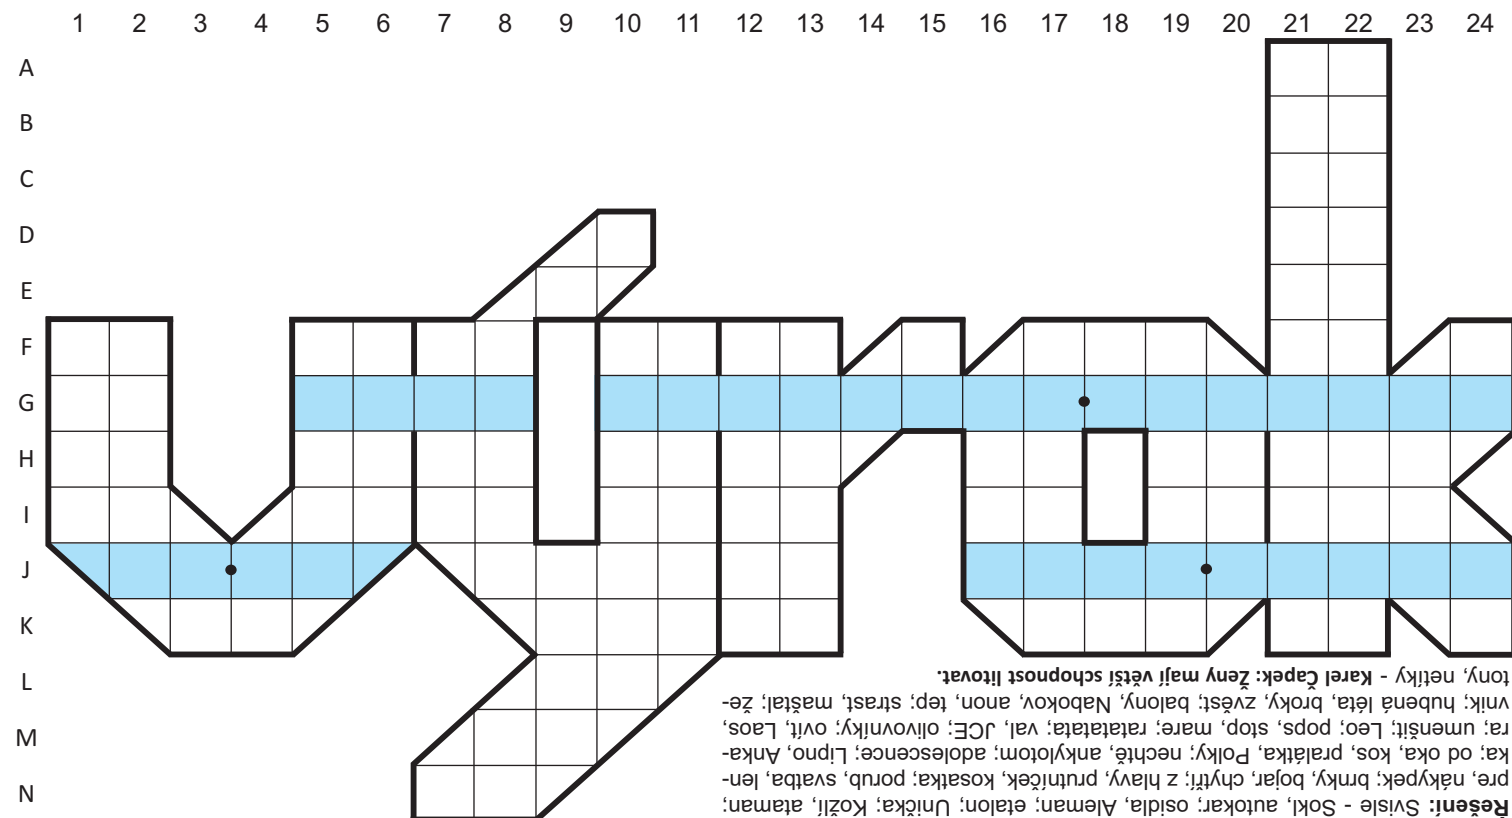 1 2 3 4 5 6 7 8 9 10 11 12 13 14 15 16 17 18 19 20 21 22 23 24
A
B
C
D
E
F
G
H
I
J
K
L
M
N
Řešení: Svisle - Sokl, autokar; osidla, Aleman; etalon; Unička; Kožlí, ataman;
pre, nákypek; brnky, bojar, chytři; z hlavy, prutníček, kosatka; porub, svatba, len-
ka; od oka, kos, pralátka, Polky; nechtě, ankylotom; adolescence; Lipno, Anka-
ra; umenšit; Leo; pops, stop, mare; ratatatata; val, JCE; olivovníky; ovít, Laos,
vnik; hubená léta, broky, zvěst; balony, Nabokov, anon, tep; strast, maštal; že-
tony, netíky - Karel Čapek: Ženy mají větší schopnost litovat.